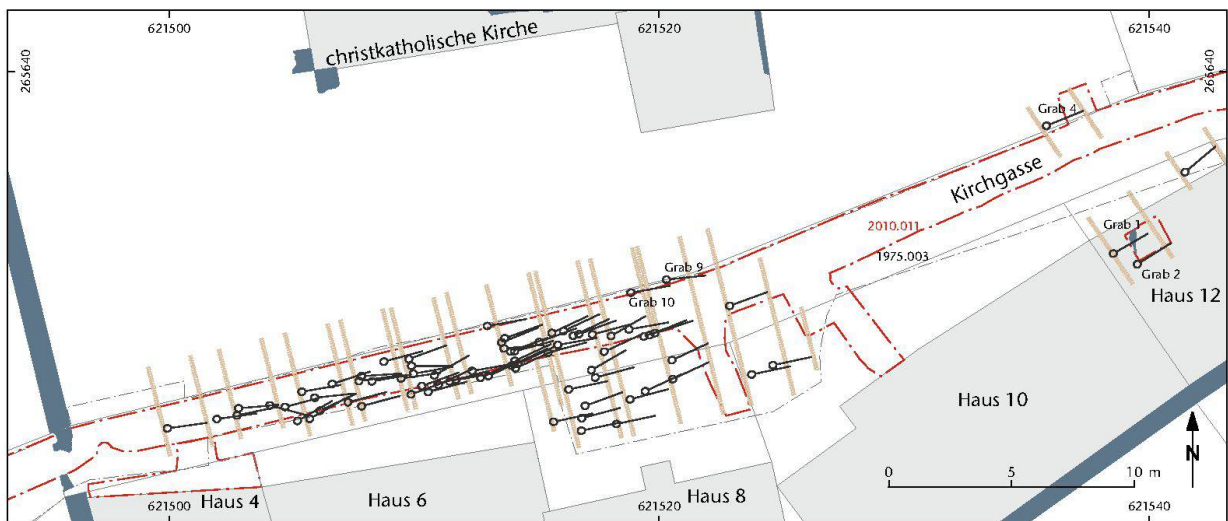 621500
621520
621540
265640
christkatholische Kirche
265640
Grab 4
Kirchgasse
2010.011
Grab 1
1975.003
Grab 9
Grab 2
Grab 10
Haus 12
Haus 10
N
0 5 10 m
Haus 4
Haus 6
Haus 8
621500
621520
621540